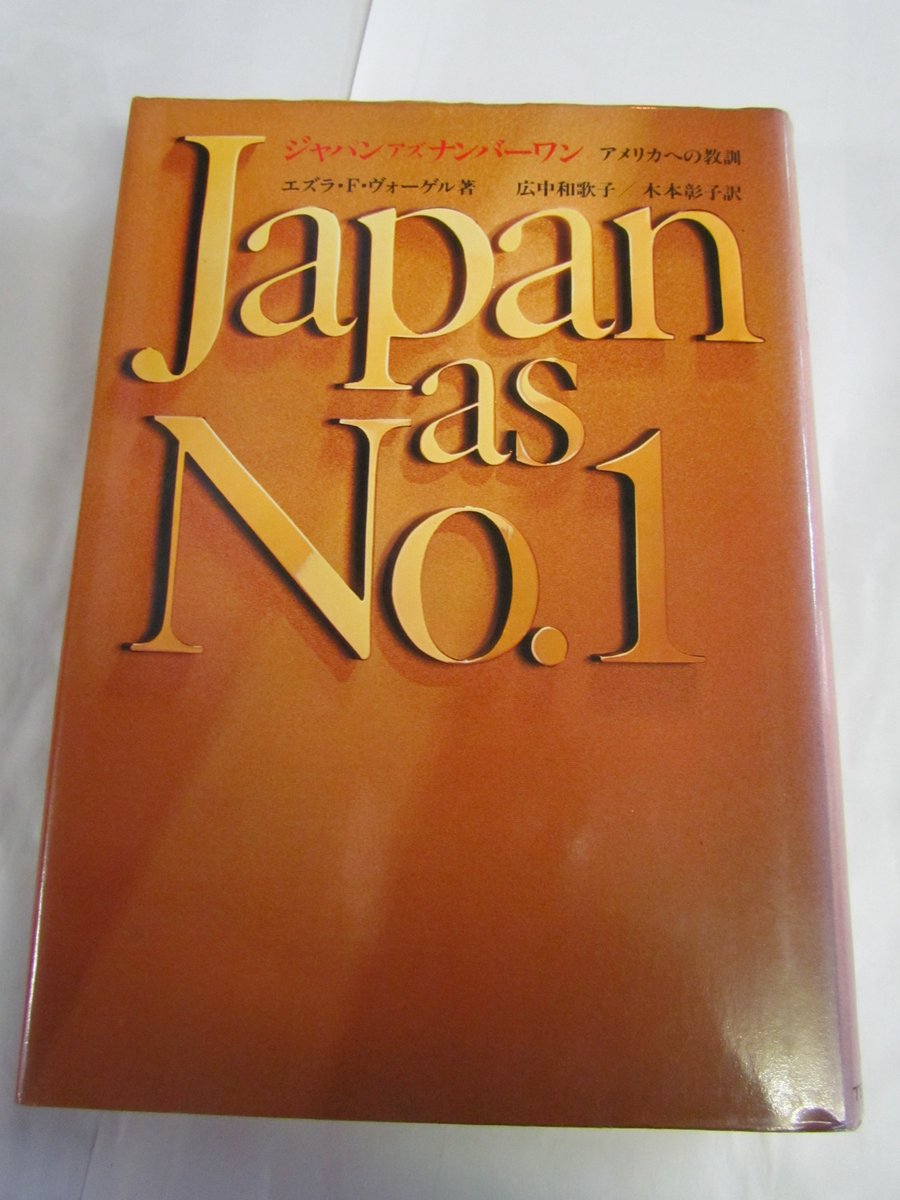 ジャパンアズナンバーワン アメリカへの教訓
エズラ・F・ヴォーゲル著 広中和歌子／木本彰子訳
Japan
as
No.1